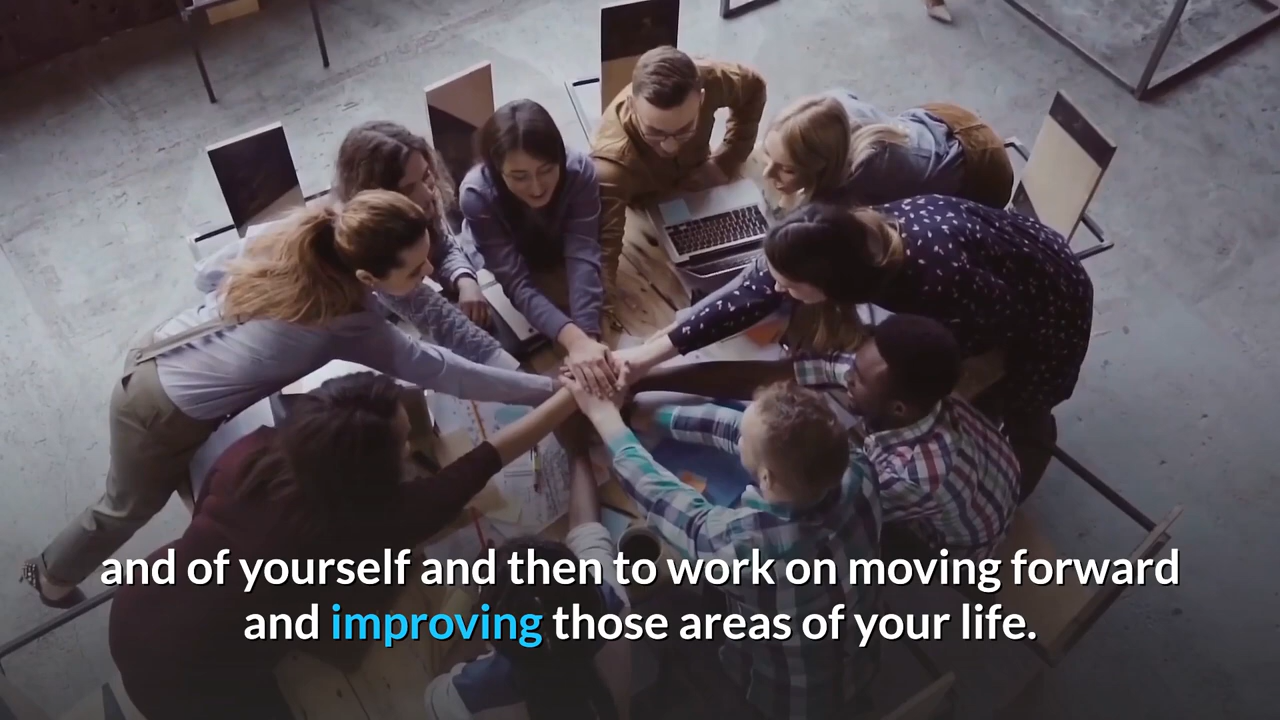 and of yourself and then to work on moving forward
and improving those areas of your life.